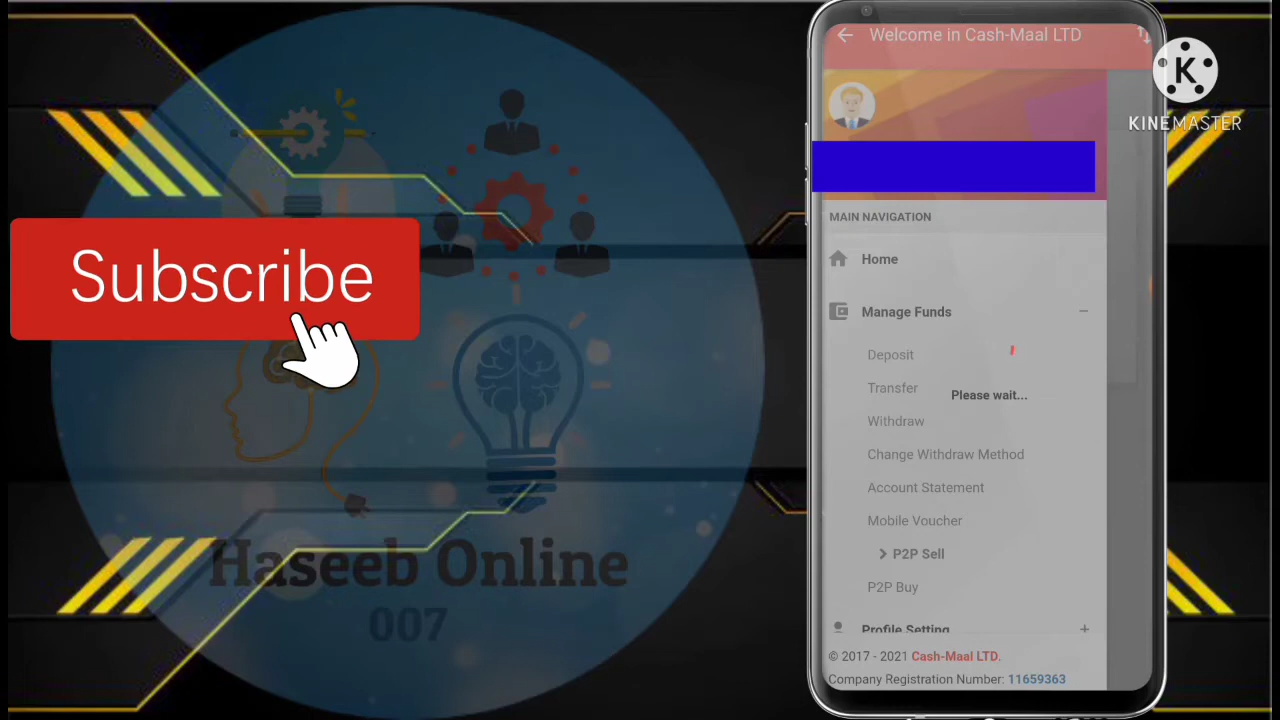 Welcome in Cash-Maal LTD
KINEMASTER
MAIN NAVIGATION
Home
Subscribe
Manage Funds
Deposit
Transfer
Please wait...
Withdraw
Change Withdraw Method
Account Statement
Mobile Voucher
P2P Sell
P2P Buy
Haseeb Online
007
Profile Setting
© 2017 - 2021 Cash-Maal LTD.
Company Registration Number: 11659363